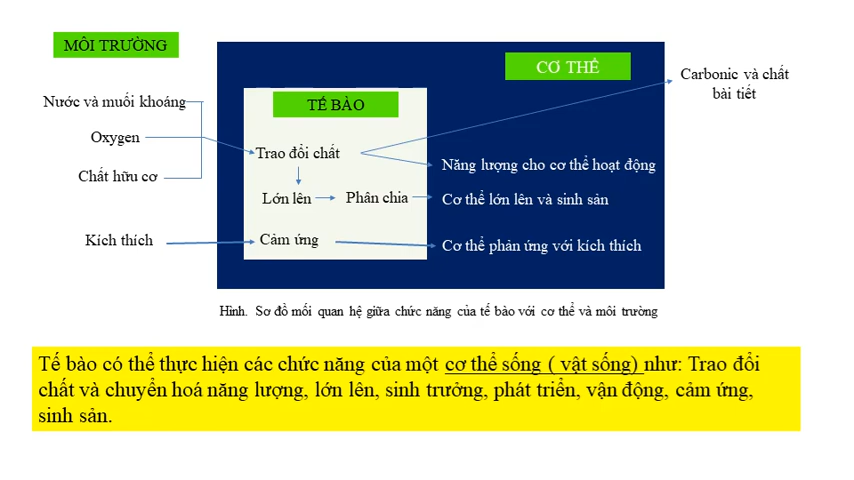 MÔI TRƯỜNG
CƠ THỂ
Carbonic và chất
bài tiết
Nước và muối khoáng
TẾ BÀO
Oxygen
Trao đổi chất
Năng lượng cho cơ thể hoạt động
Chất hữu cơ
Lớn lên
Phân chia
Cơ thể lớn lên và sinh sản
Kích thích
Cảm ứng
Cơ thể phản ứng với kích thích
Hình. Sơ đồ mối quan hệ giữa chức năng của tế bào với cơ thể và môi trường
Tế bào có thể thực hiện các chức năng của một cơ thể sống ( vật sống) như: Trao đổi
chất và chuyển hoá năng lượng, lớn lên, sinh trưởng, phát triển, vận động, cảm ứng,
sinh sản.